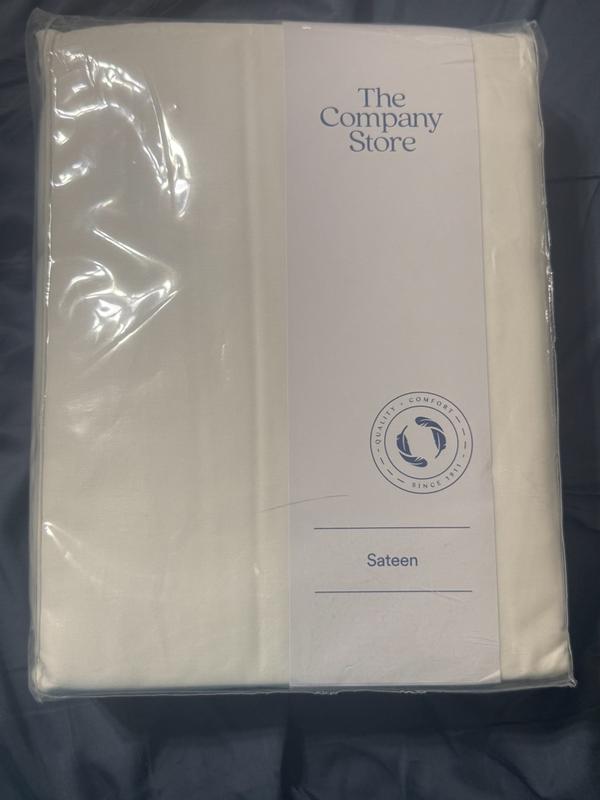 The
Company
Store
QUALITY • COMFORT
SINCE 1911
Sateen